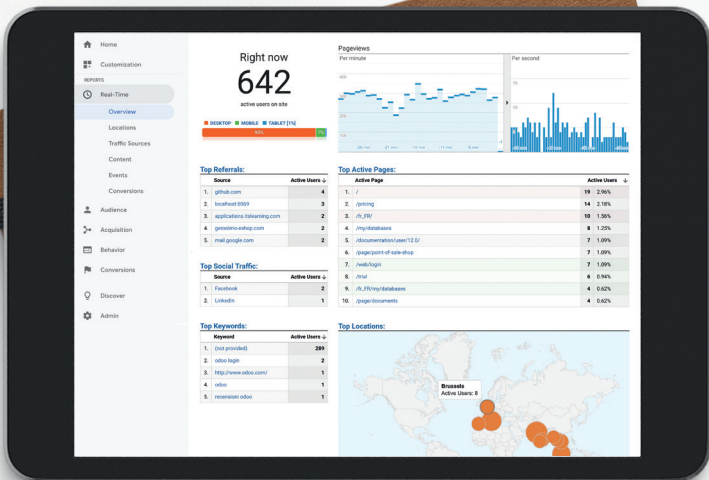 Home
Customization
REPORTS
Real-Time
Overview
Locations
Traffic Sources
Content
Events
Conversions
Audience
Acquisition
Behavior
Conversions
Discover
Admin
Right now
642
active users on site
DESKTOP MOBILE TABLET [1%]
93%
7%
Pageviews
Per minute
Per second
Top Referrals:
Source Active Users ↓
1. github.com 4
2. localhost:8069 3
3. applications.itslearning.com 2
4. geronimo-eshop.com 2
5. mail.google.com 2
Top Social Traffic:
Source Active Users ↓
1. Facebook 2
2. LinkedIn 1
Top Keywords:
Keyword Active Users ↓
1. (not provided) 289
2. odoo login 2
3. http://www.odoo.com/ 1
4. odoo 1
5. recensioni odoo 1
Top Active Pages:
Active Page Active Users ↓
1. / 19 2.96%
2. /pricing 14 2.18%
3. /fr_FR/ 10 1.56%
4. /my/databases 8 1.25%
5. /documentation/user/12.0/ 7 1.09%
6. /page/point-of-sale-shop 7 1.09%
7. /web/login 7 1.09%
8. /trial 6 0.94%
9. /fr_FR/my/databases 4 0.62%
10. /page/documents 4 0.62%
Top Locations:
Brussels
Active Users: 8